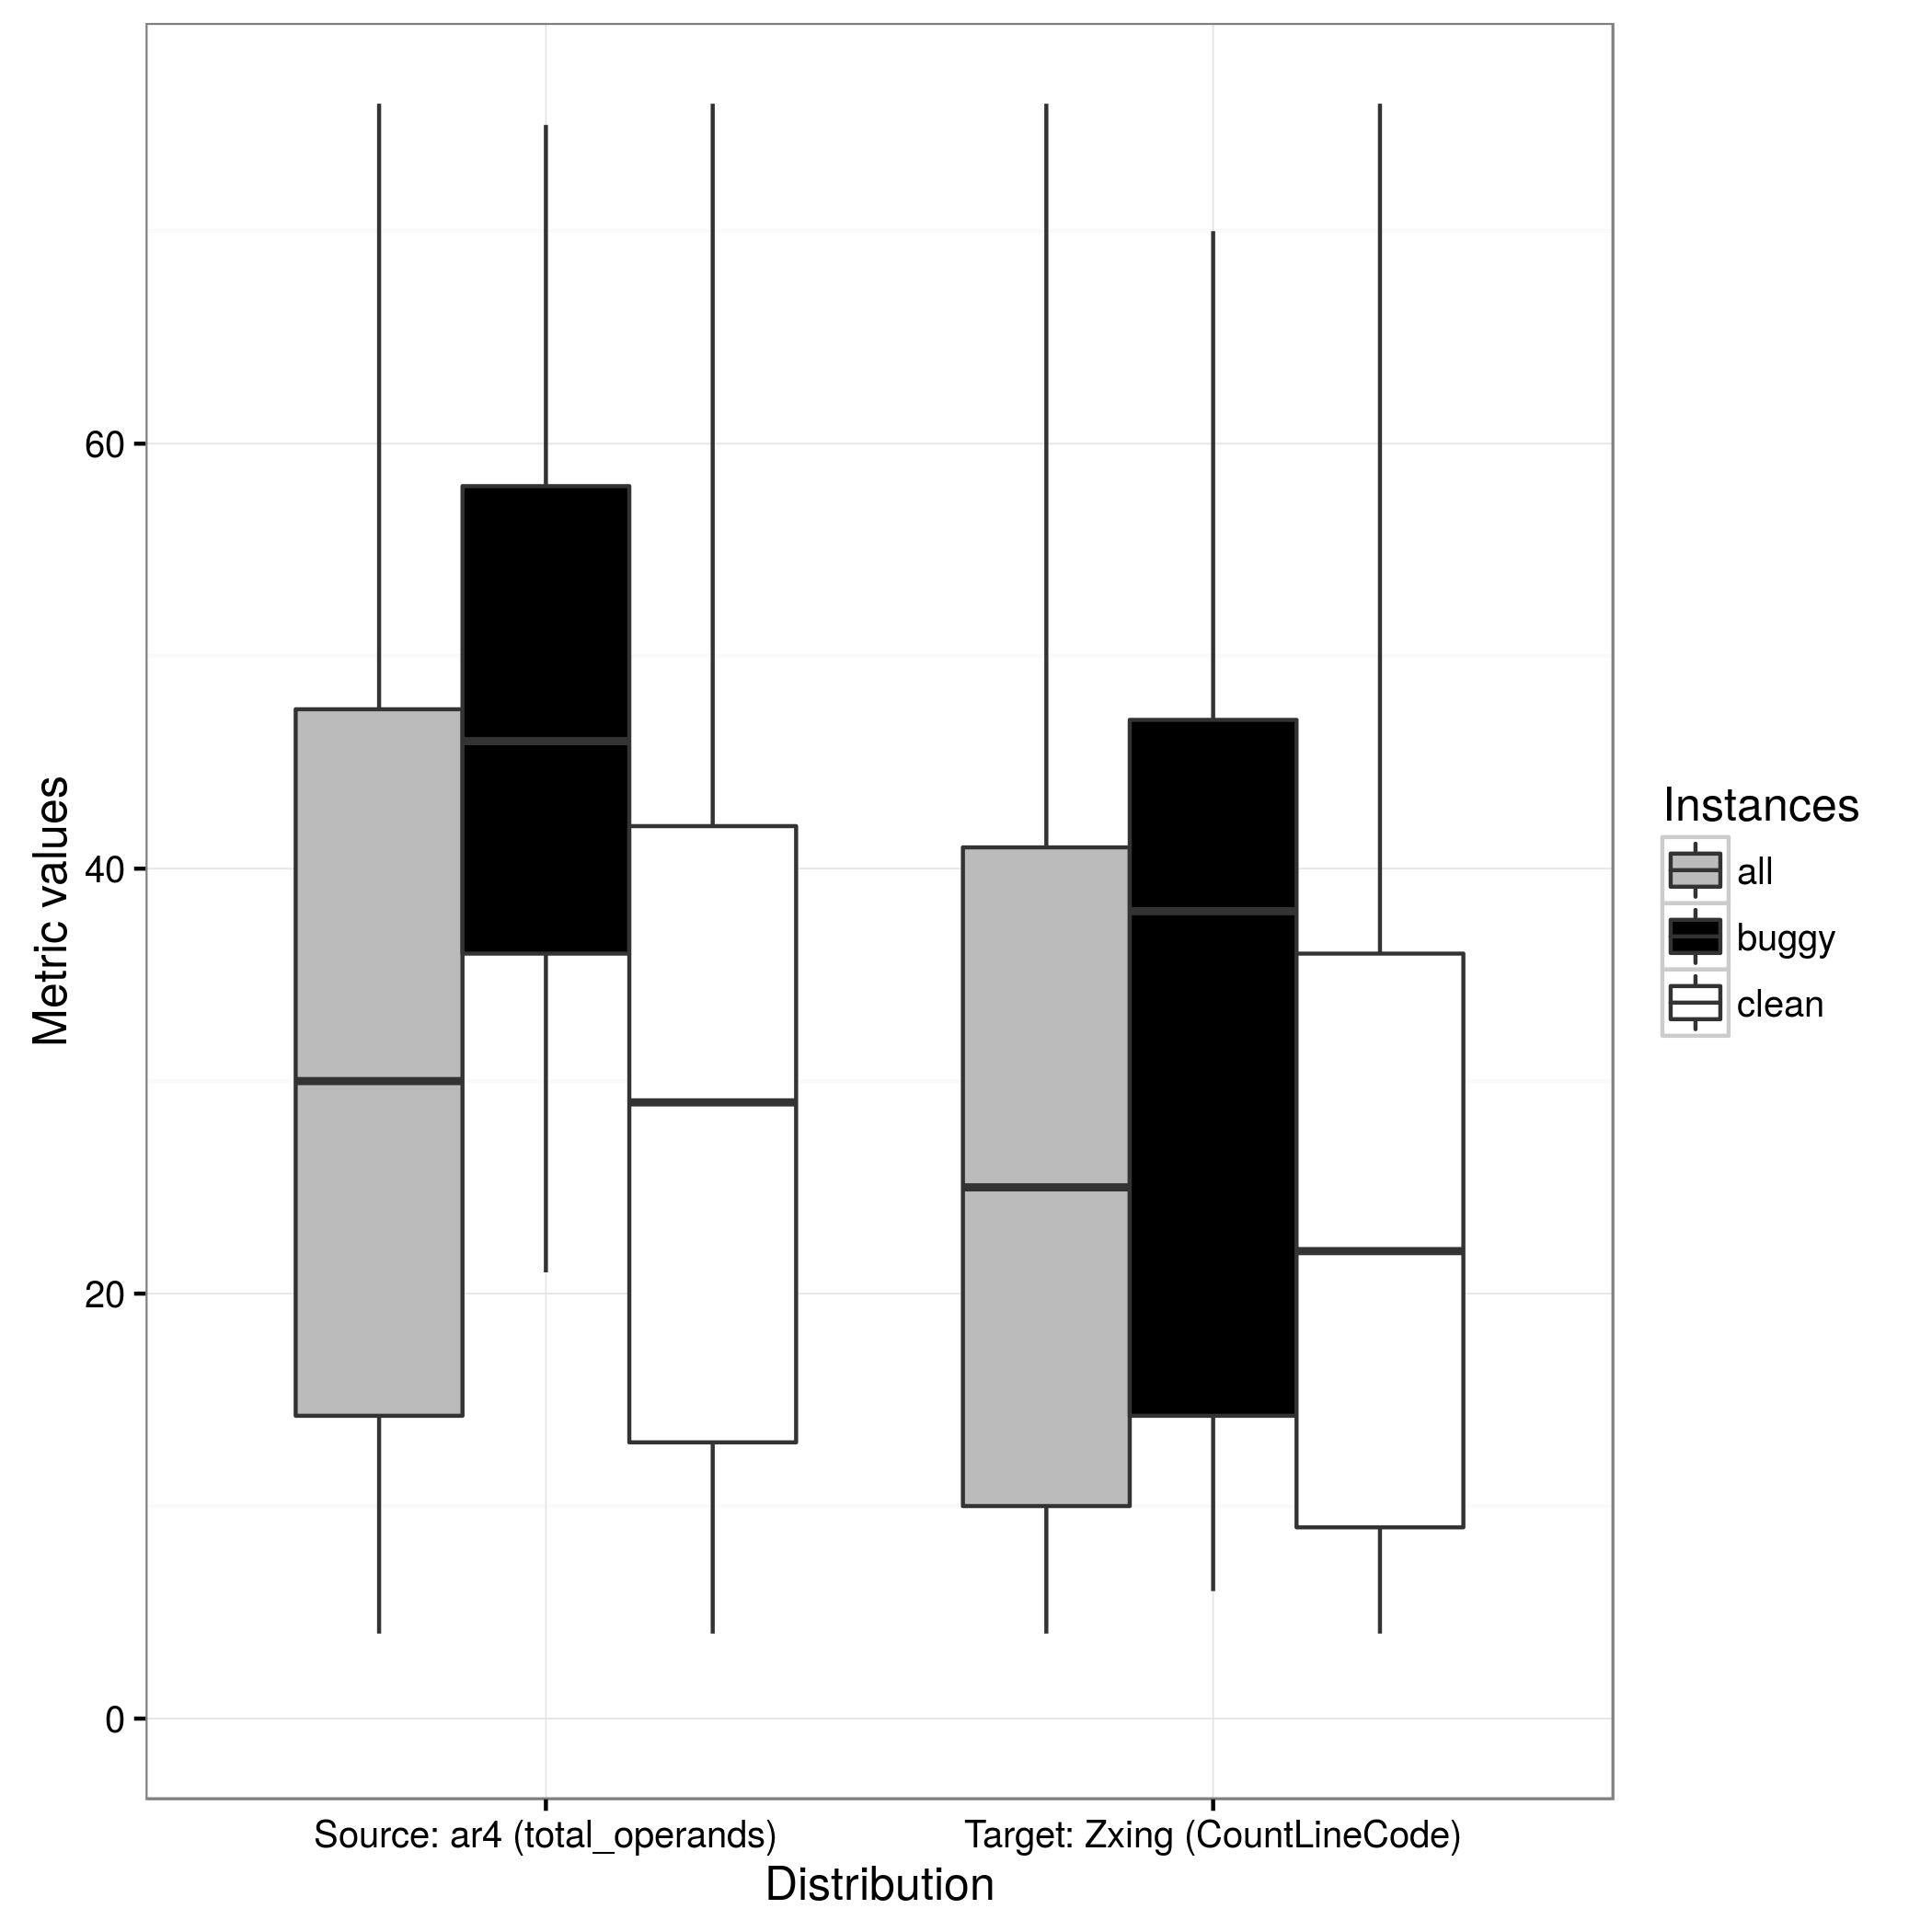 Metric values
60
40
20
0
Source: ar4 (total_operands)
Target: Zxing (CountLineCode)
Distribution
Instances
all
buggy
clean